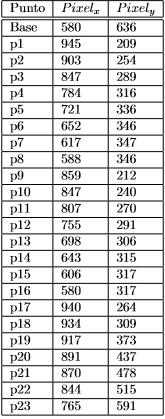 Punto Pixel_x Pixel_y
Base 580 636
p1 945 209
p2 903 254
p3 847 289
p4 784 316
p5 721 336
p6 652 346
p7 617 347
p8 588 346
p9 859 212
p10 847 240
p11 807 270
p12 755 291
p13 698 306
p14 643 315
p15 606 317
p16 580 317
p17 940 264
p18 934 309
p19 917 373
p20 891 437
p21 870 478
p22 844 515
p23 765 591